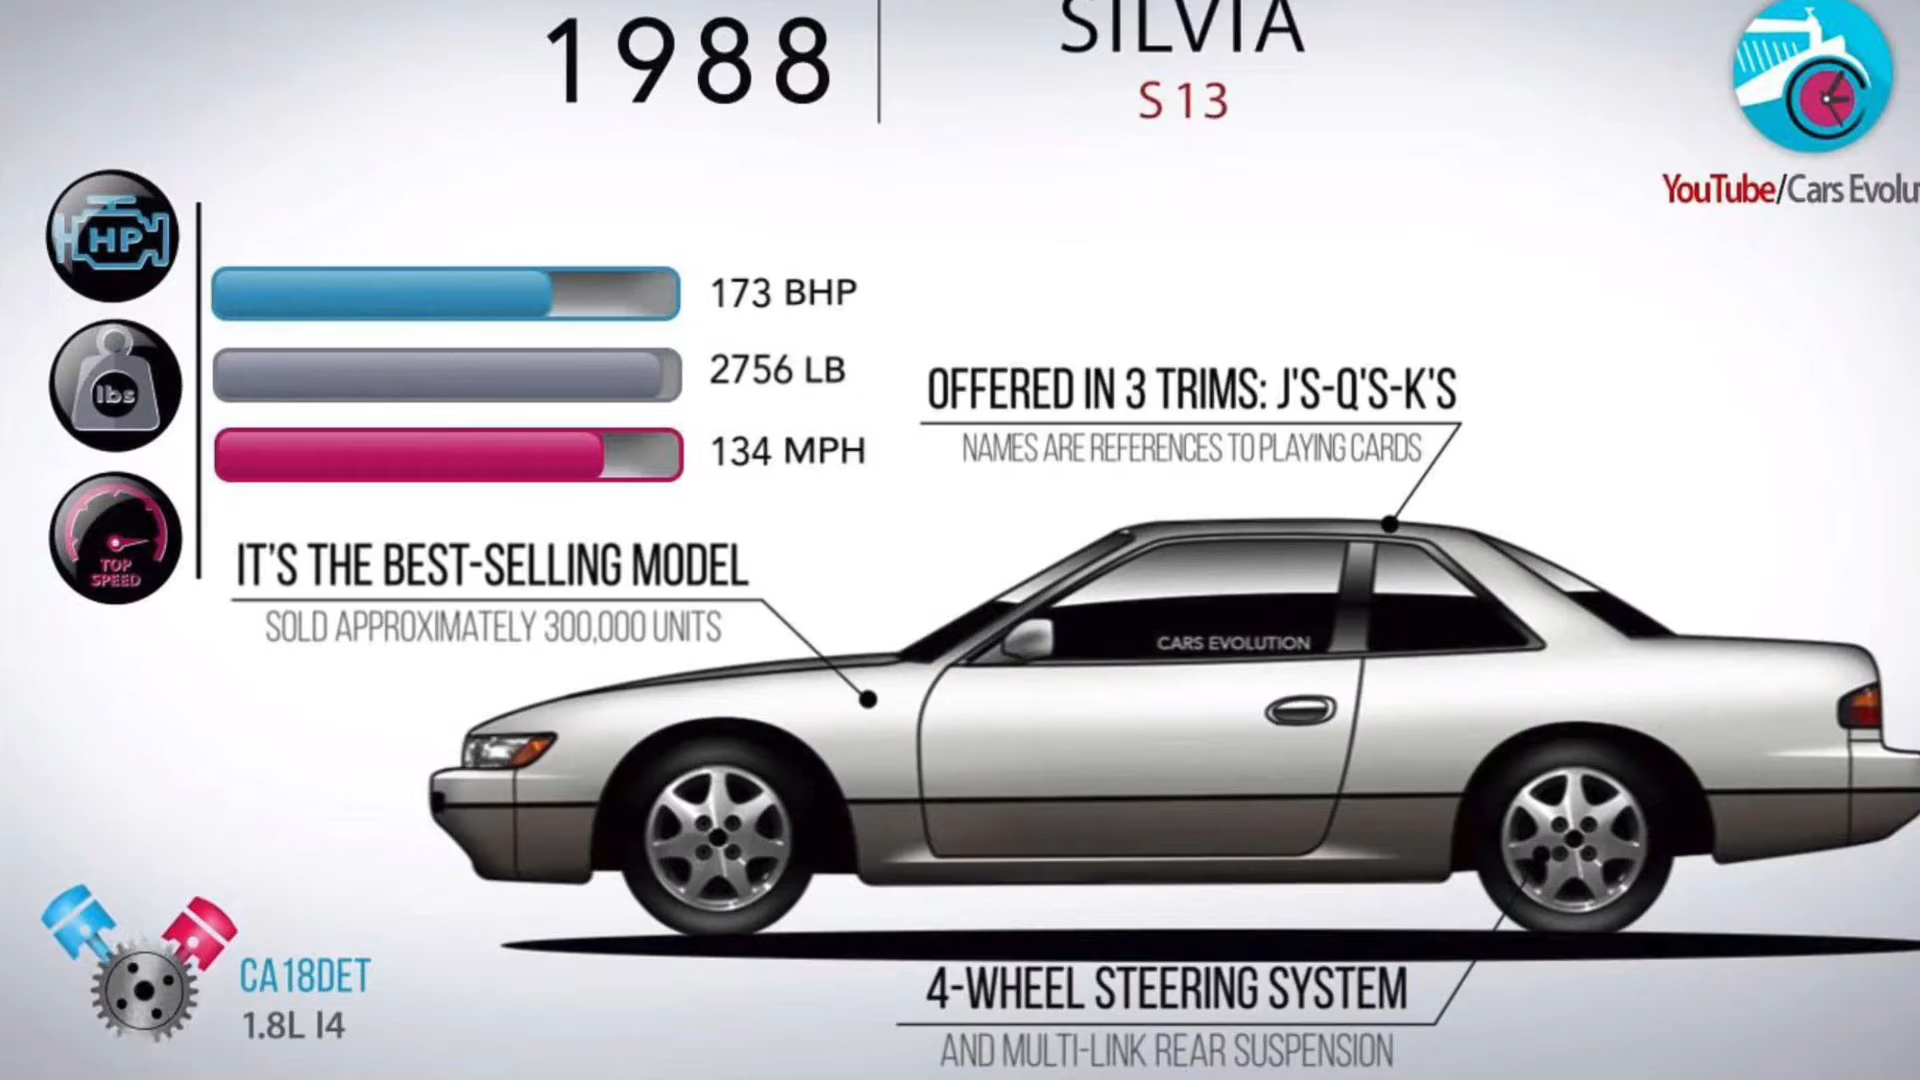 1988
SILVIA
S13
YouTube/Cars Evolu
HP
173 BHP
lbs
2756 LB
134 MPH
TOP
SPEED
OFFERED IN 3 TRIMS: J'S-Q'S-K'S
NAMES ARE REFERENCES TO PLAYING CARDS
IT'S THE BEST-SELLING MODEL
SOLD APPROXIMATELY 300,000 UNITS
CARS EVOLUTION
CA18DET
1.8L I4
4-WHEEL STEERING SYSTEM
AND MULTI-LINK REAR SUSPENSION